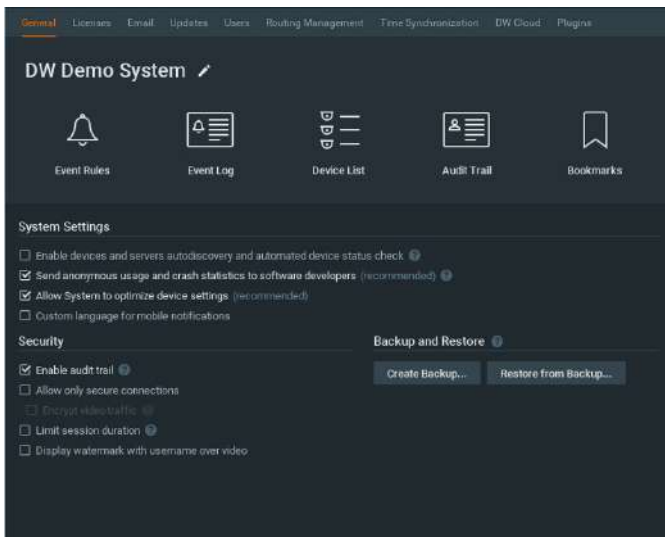 General Licenses Email Updates Users Routing Management Time Synchronization DW Cloud Plugins
DW Demo System
Event Rules Event Log Device List Audit Trail Bookmarks
System Settings
Enable devices and servers autodiscovery and automated device status check ?
Send anonymous usage and crash statistics to software developers (recommended) ?
Allow System to optimize device settings (recommended)
Custom language for mobile notifications
Security
Enable audit trail ?
Allow only secure connections
Encrypt video traffic ?
Limit session duration ?
Display watermark with username over video
Backup and Restore ?
Create Backup... Restore from Backup...